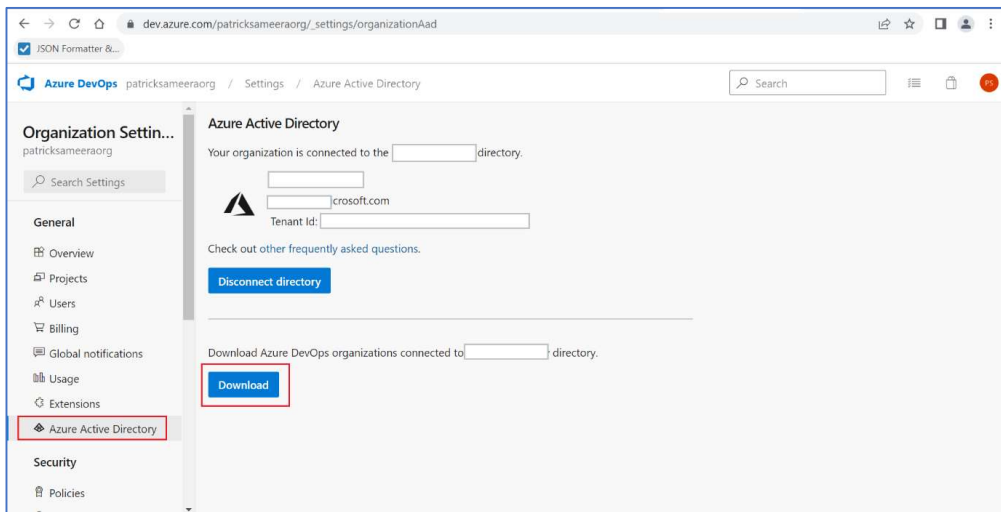 dev.azure.com/patricksameeraorg/_settings/organizationAad
JSON Formatter &...
Azure DevOps patricksameeraorg / Settings / Azure Active Directory
Search
PS
Organization Settin...
patricksameeraorg
Search Settings
General
Overview
Projects
Users
Billing
Global notifications
Usage
Extensions
Azure Active Directory
Security
Policies
Azure Active Directory
Your organization is connected to the directory.
crosoft.com
Tenant Id:
Check out other frequently asked questions.
Disconnect directory
Download Azure DevOps organizations connected to directory.
Download